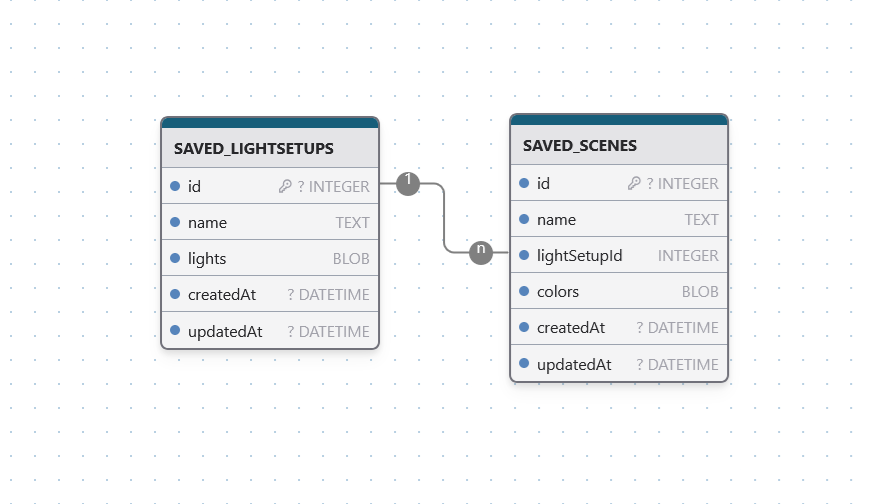 SAVED_LIGHTSETUPS
id ? INTEGER
name TEXT
lights BLOB
createdAt ? DATETIME
updatedAt ? DATETIME
1
n
SAVED_SCENES
id ? INTEGER
name TEXT
lightSetupId INTEGER
colors BLOB
createdAt ? DATETIME
updatedAt ? DATETIME